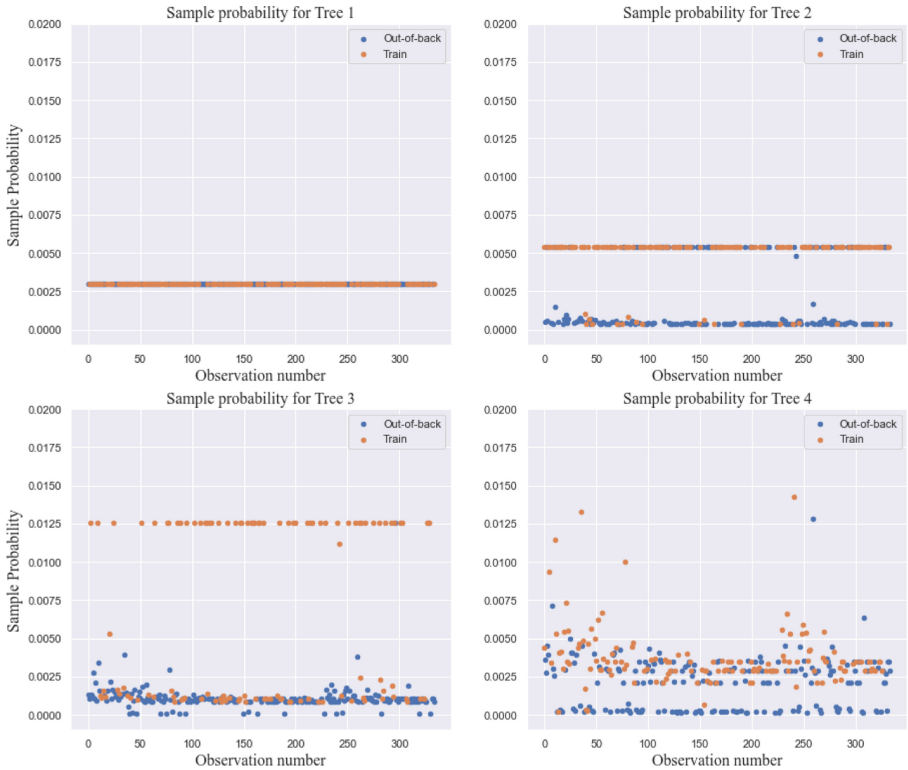 Sample probability for Tree 1
Sample Probability
0.0200
0.0175
0.0150
0.0125
0.0100
0.0075
0.0050
0.0025
0.0000
Out-of-back
Train
0 50 100 150 200 250 300
Observation number
Sample probability for Tree 2
0.0200
0.0175
0.0150
0.0125
0.0100
0.0075
0.0050
0.0025
0.0000
Out-of-back
Train
0 50 100 150 200 250 300
Observation number
Sample probability for Tree 3
Sample Probability
0.0200
0.0175
0.0150
0.0125
0.0100
0.0075
0.0050
0.0025
0.0000
Out-of-back
Train
0 50 100 150 200 250 300
Observation number
Sample probability for Tree 4
0.0200
0.0175
0.0150
0.0125
0.0100
0.0075
0.0050
0.0025
0.0000
Out-of-back
Train
0 50 100 150 200 250 300
Observation number